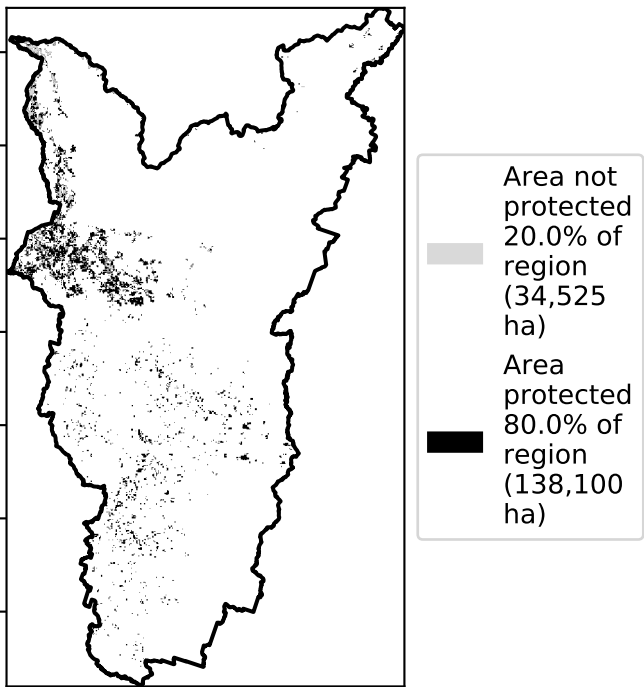 Area not
protected
20.0% of
region
(34,525
ha)
Area
protected
80.0% of
region
(138,100
ha)